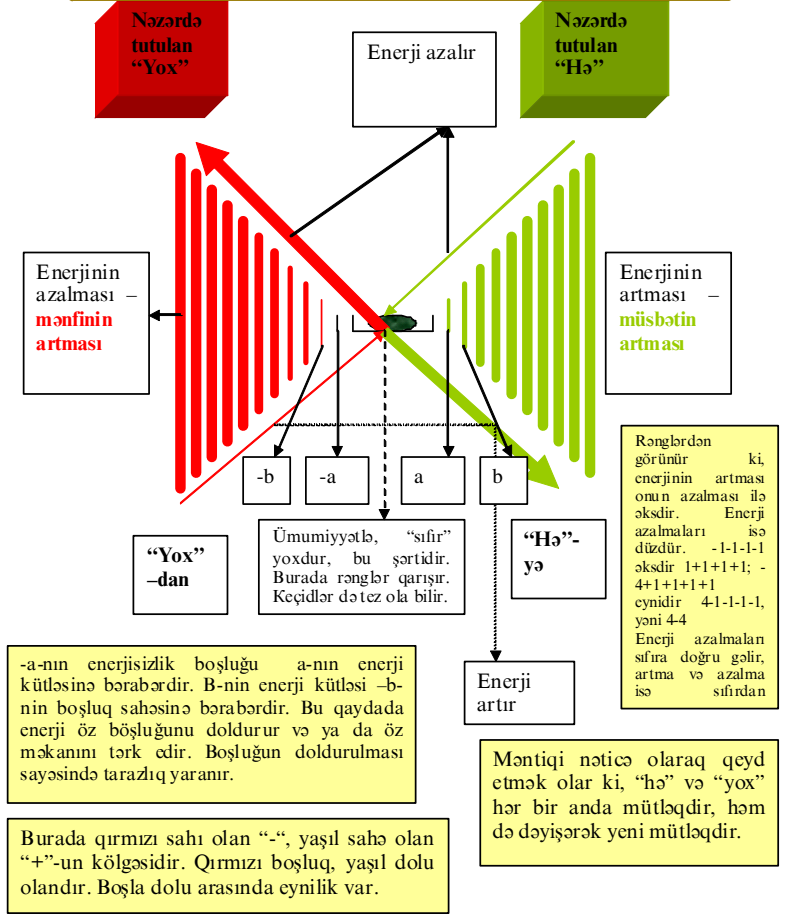 Nəzərdə
tutulan
“Yox”
Enerji azalır
Nəzərdə
tutulan
“Hə”
Enerjinin
azalması –
mənfinin
artması
Enerjinin
artması –
müsbətin
artması
-b
-a
a
b
“Yox”
–dan
Ümumiyyətlə, “sıfır”
yoxdur, bu şərtidir.
Burada rənglər qarışır.
Keçidlər də tez ola bilir.
“Hə”-
yə
Rənglərdən
görünür ki,
enerjinin artması
onun azalması ilə
əksdir. Enerji
azalmaları isə
düzdür. -1-1-1-1
əksdir 1+1+1+1; -
4+1+1+1+1
eynidir 4-1-1-1-1,
yəni 4-4
Enerji azalmaları
sıfıra doğru gəlir,
artma və azalma
isə sıfırdan
-a-nın enerjisizlik boşluğu a-nın enerji
kütləsinə bərabərdir. B-nin enerji kütləsi –b-
nin boşluq sahəsinə bərabərdir. Bu qaydada
enerji öz böşluğunu doldurur və ya da öz
məkanını tərk edir. Boşluğun doldurulması
sayəsində tarazlıq yaranır.
Enerji
artır
Məntiqi nəticə olaraq qeyd
etmək olar ki, “hə” və “yox”
hər bir anda mütləqdir, həm
də dəyişərək yeni mütləqdir.
Burada qırmızı sahı olan “-“, yaşıl sahə olan
“+”-un kölgəsidir. Qırmızı boşluq, yaşıl dolu
olandır. Boşla dolu arasında eynilik var.